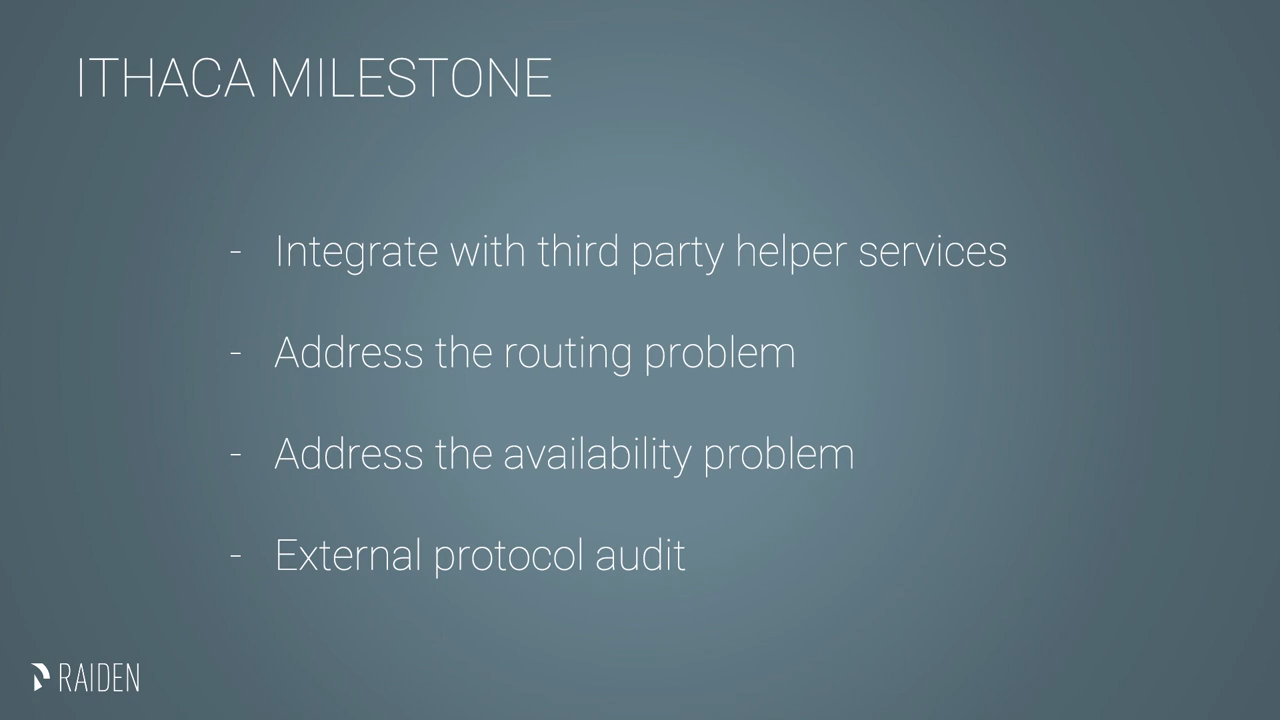 ITHACA MILESTONE
- Integrate with third party helper services
- Address the routing problem
- Address the availability problem
- External protocol audit
RAIDEN